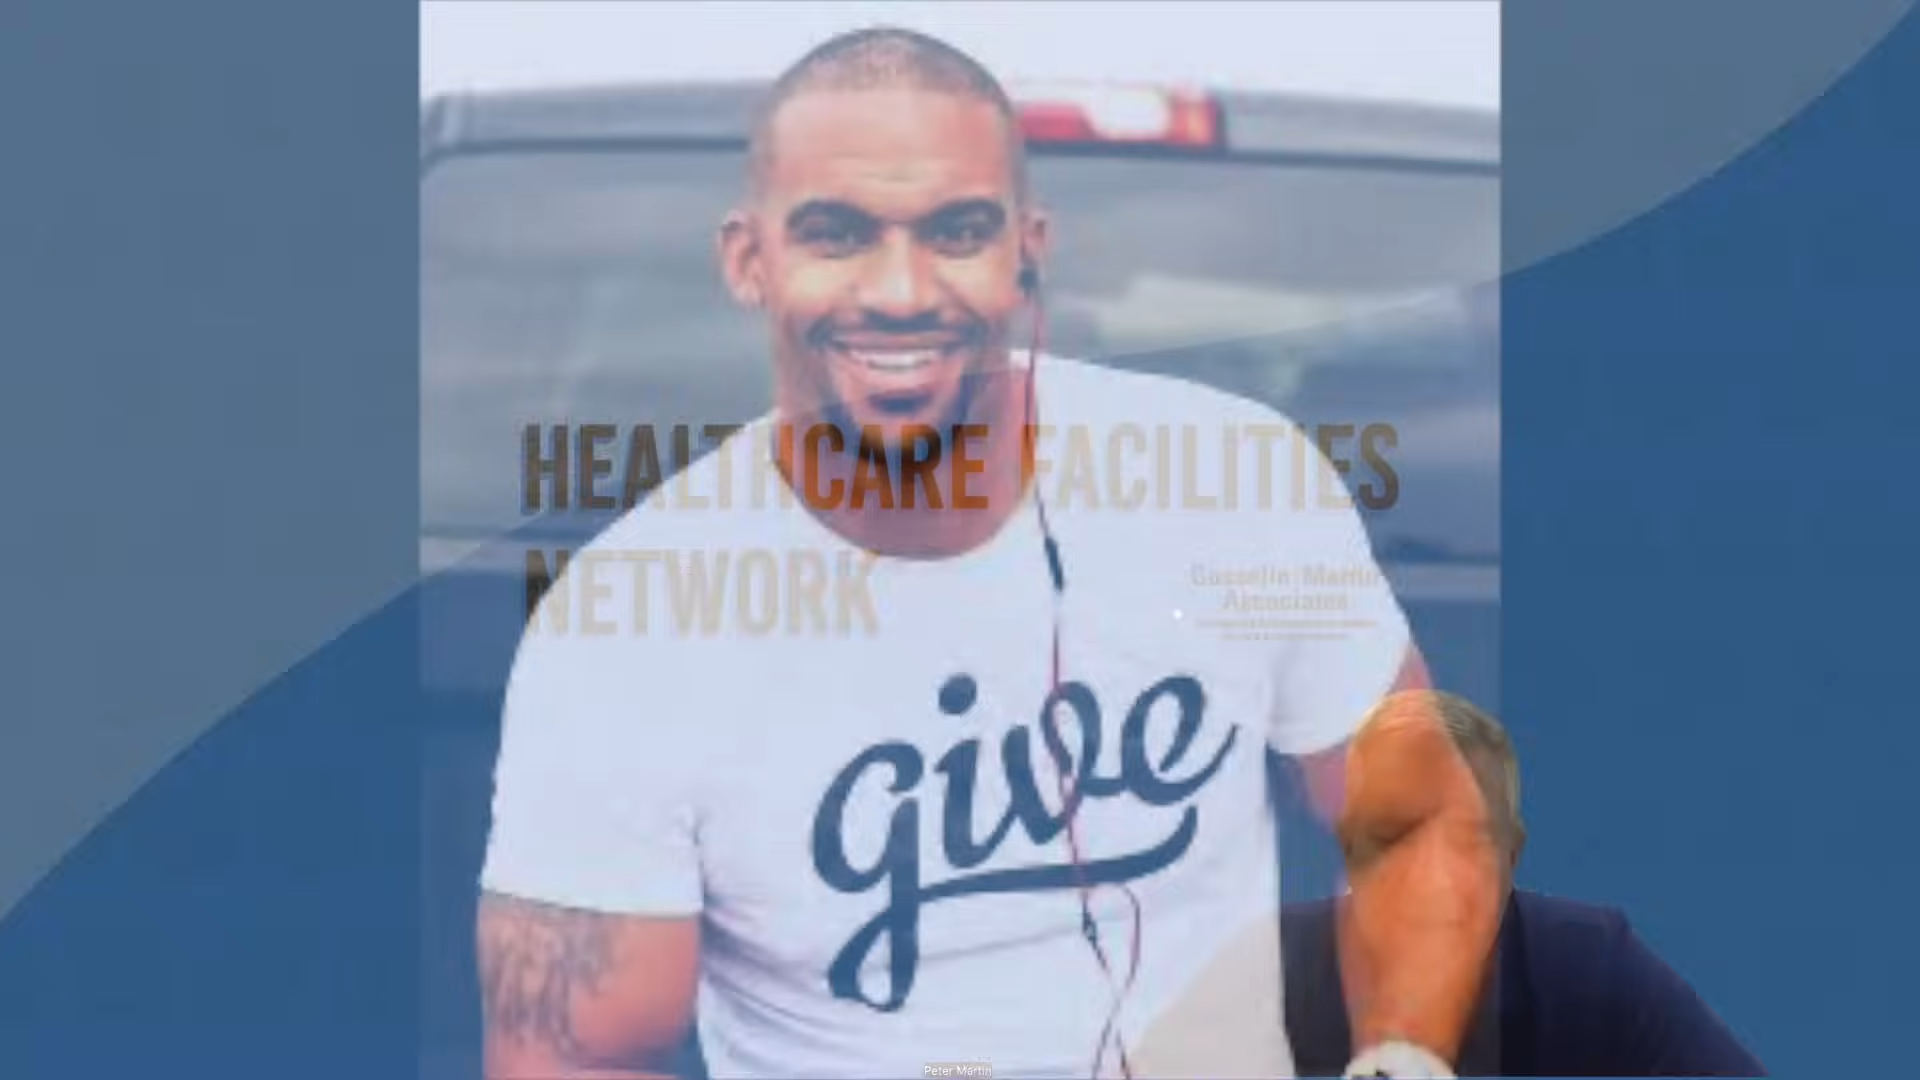 HEALTHCARE FACILITIES
NETWORK
Gosselin/Martin
Associates
give
Peter Martin